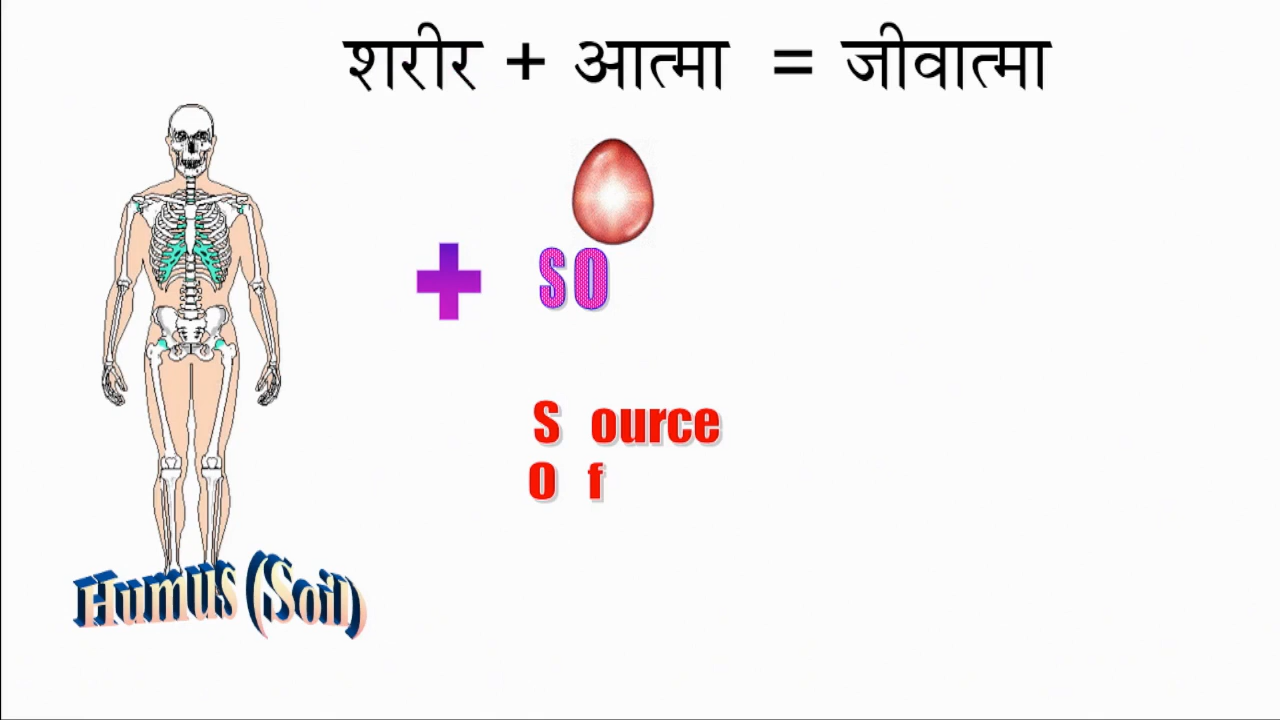 शरीर + आत्मा = जीवात्मा
SO
S ource
O f
Humus (Soil)